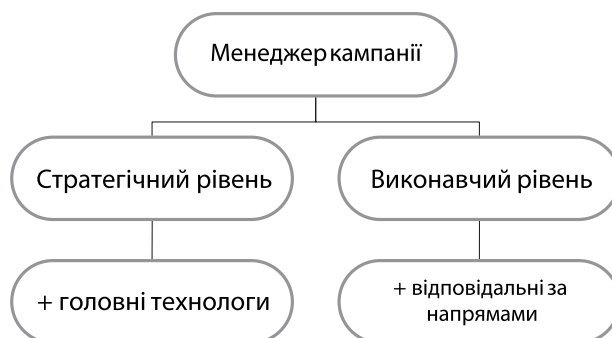 Менеджер кампанії
Стратегічний рівень
Виконавчий рівень
+ головні технологи
+ відповідальні за
напрямами